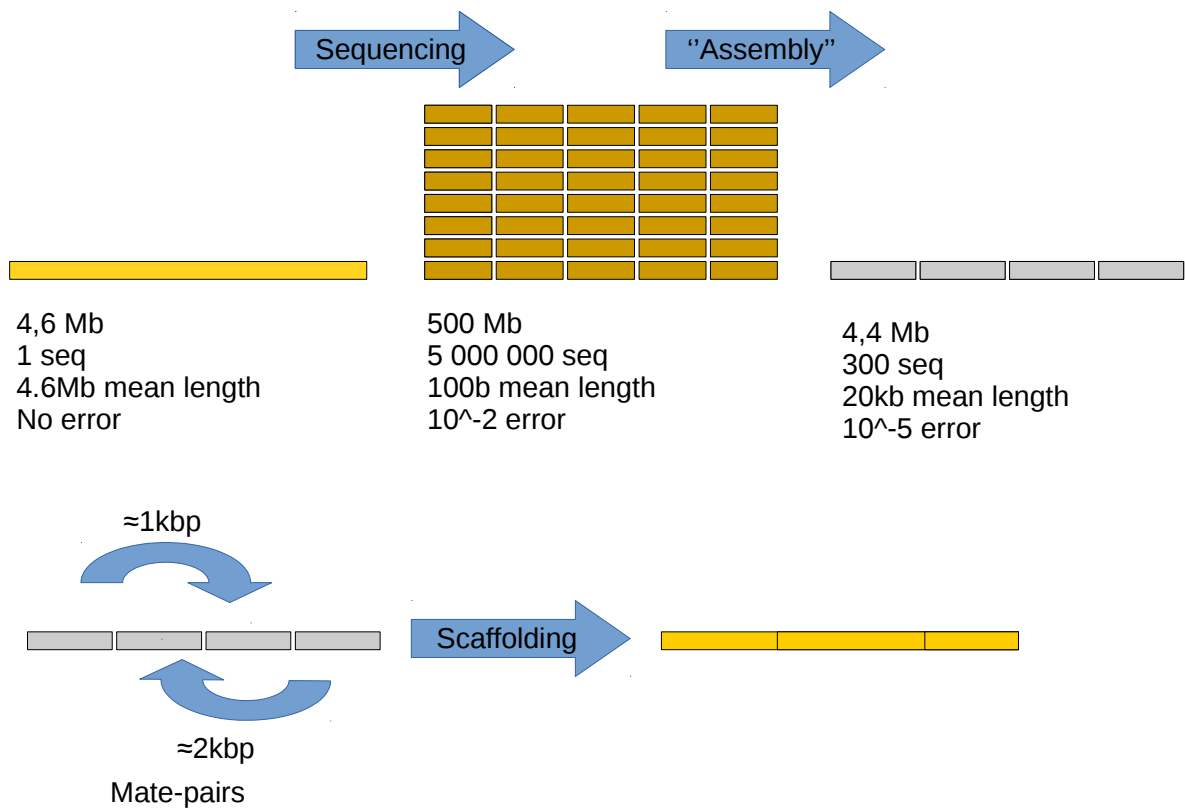 Sequencing
‘’Assembly’’
4,6 Mb
1 seq
4.6Mb mean length
No error
500 Mb
5 000 000 seq
100b mean length
10^-2 error
4,4 Mb
300 seq
20kb mean length
10^-5 error
≈1kbp
Scaffolding
≈2kbp
Mate-pairs